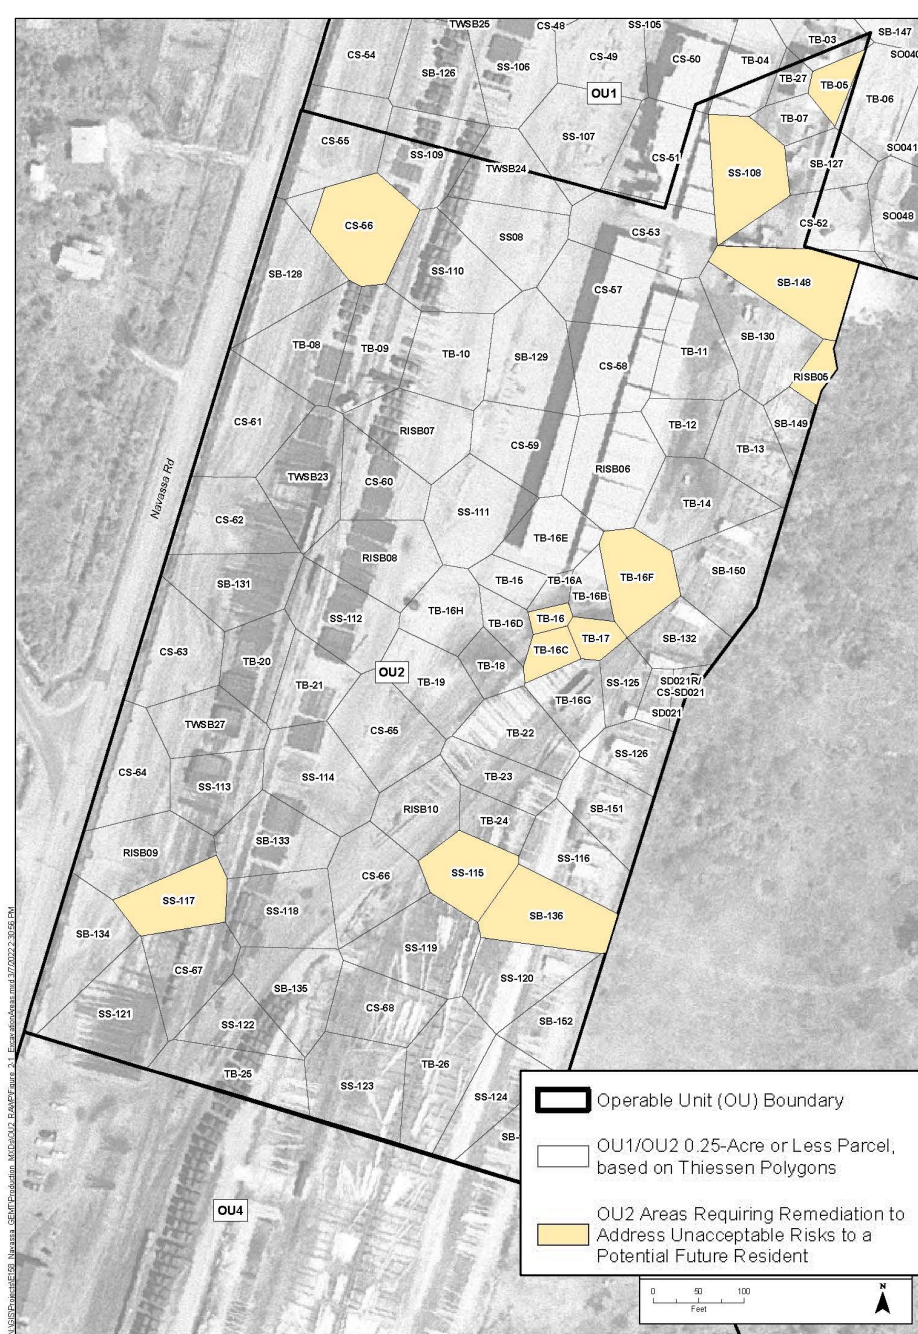 TWSB25
CS-48
SS-105
SB-147
CS-54
SB-126
SS-106
CS-49
CS-50
TB-04
TB-03
SO040
TB-27
TB-05
TB-06
OU1
SS-107
TB-07
CS-55
SS-109
TWSB24
CS-51
SS-108
SB-127
SO041
CS-56
SS08
CS-53
CS-52
SO048
SB-128
SS-110
CS-57
SB-148
TB-08
TB-09
TB-10
SB-129
CS-58
TB-11
SB-130
RISB05
CS-61
RISB07
CS-59
TB-12
SB-149
TB-13
Navassa Rd
TWSB23
CS-60
RISB06
CS-62
SS-111
TB-14
RISB08
TB-16E
SB-131
TB-15
TB-16A
TB-16F
SB-150
SS-112
TB-16H
TB-16D
TB-16B
TB-16
CS-63
TB-20
OU2
TB-18
TB-16C
TB-17
SB-132
TB-21
TB-19
SS-125
SD021R/
CS-SD021
TWSB27
CS-65
TB-16G
SD021
TB-22
SS-126
CS-64
SS-113
SS-114
TB-23
RISB10
SB-151
TB-24
RISB09
SB-133
SS-116
CS-66
SS-115
SS-117
SS-118
SB-136
SB-134
SS-119
CS-67
SB-135
SS-120
SS-121
SS-122
CS-68
SB-152
TB-25
SS-123
TB-26
SS-124
SB-
OU4
Operable Unit (OU) Boundary
OU1/OU2 0.25-Acre or Less Parcel,
based on Thiessen Polygons
OU2 Areas Requiring Remediation to
Address Unacceptable Risks to a
Potential Future Resident
0 50 100
Feet
N